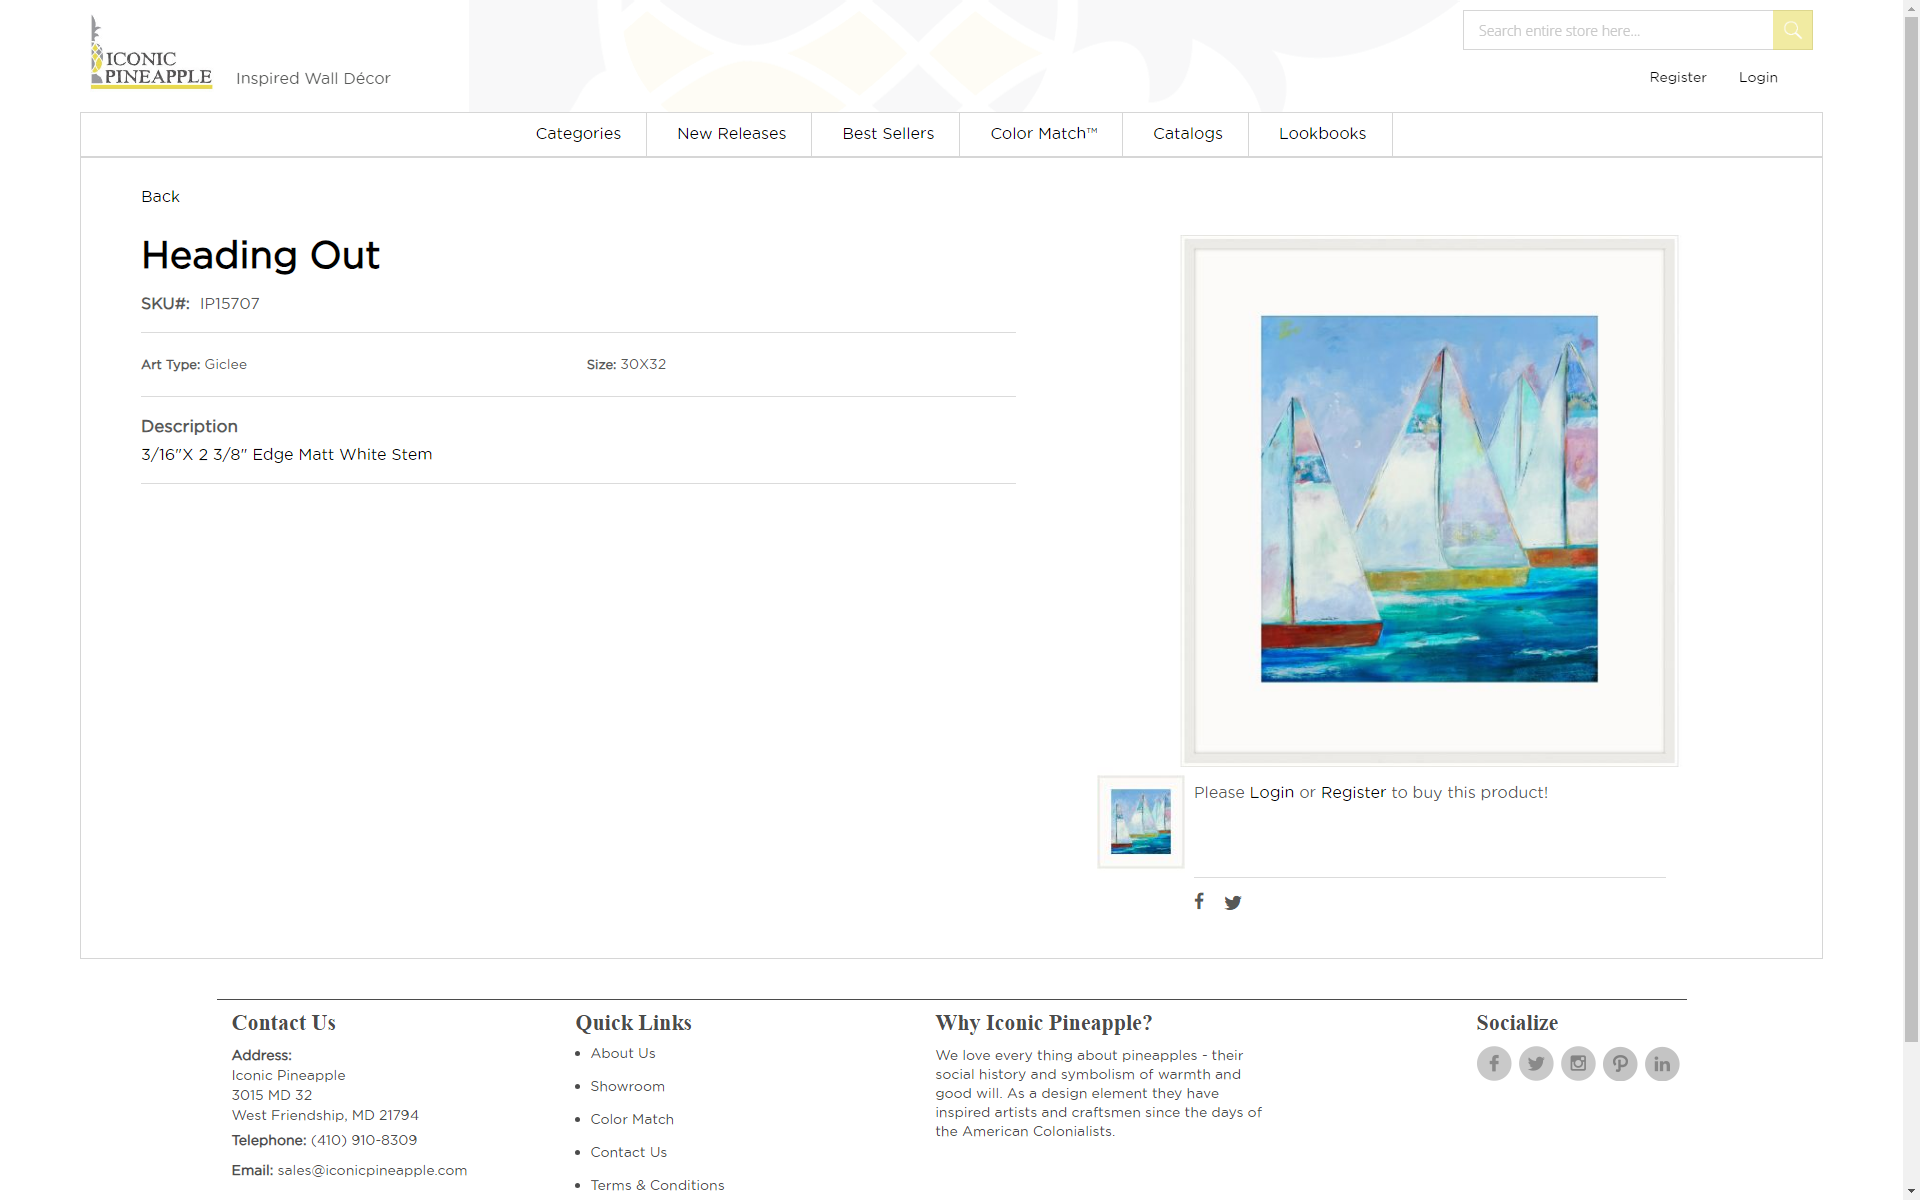 ICONIC
PINEAPPLE
Inspired Wall Décor
Search entire store here...
Register
Login
Categories
New Releases
Best Sellers
Color Match™
Catalogs
Lookbooks
Back
Heading Out
SKU#: IP15707
Art Type: Giclee
Size: 30X32
Description
3/16"X 2 3/8" Edge Matt White Stem
Please Login or Register to buy this product!
Contact Us
Address:
Iconic Pineapple
3015 MD 32
West Friendship, MD 21794
Telephone: (410) 910-8309
Email: sales@iconicpineapple.com
Quick Links
About Us
Showroom
Color Match
Contact Us
Terms & Conditions
Why Iconic Pineapple?
We love every thing about pineapples - their
social history and symbolism of warmth and
good will. As a design element they have
inspired artists and craftsmen since the days of
the American Colonialists.
Socialize